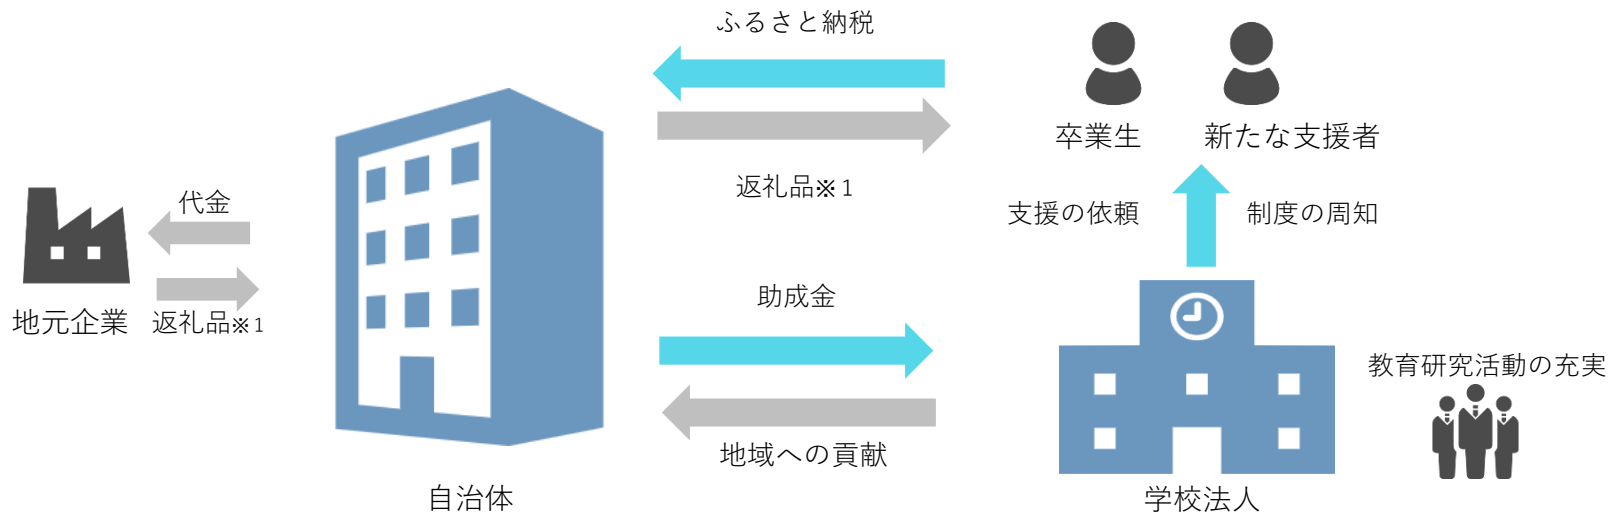 ふるさと納税
卒業生
新たな支援者
返礼品※1
代金
支援の依頼
制度の周知
助成金
地元企業
返礼品※1
教育研究活動の充実
地域への貢献
自治体
学校法人